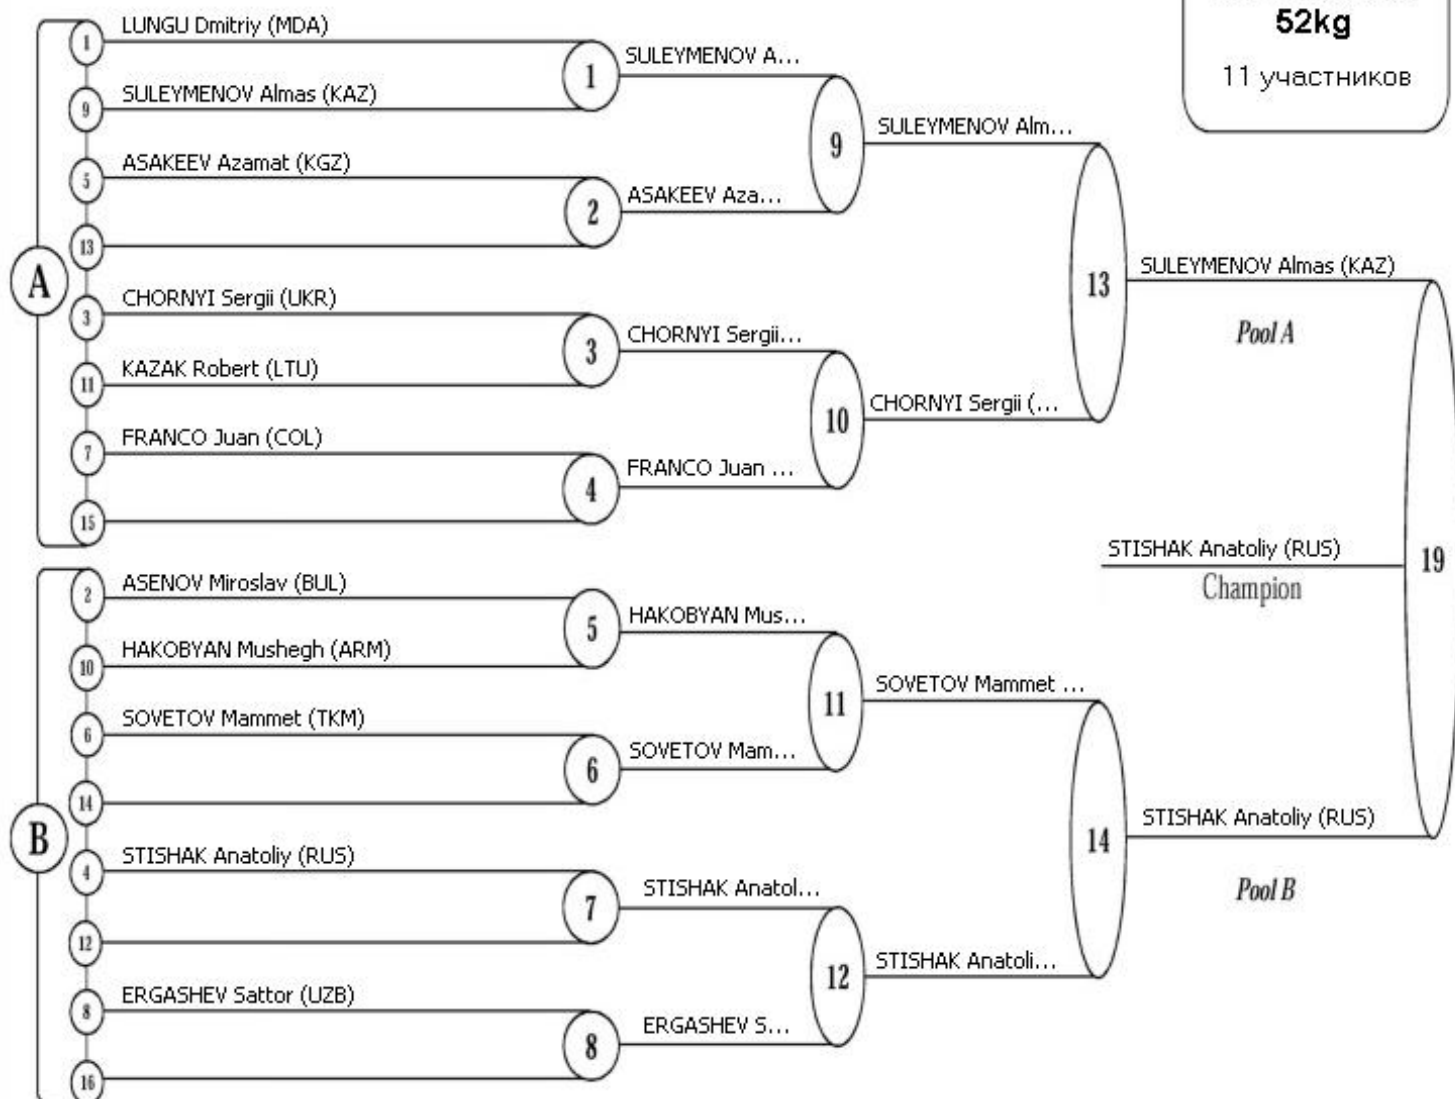 52kg
11 участников
A
1
LUNGU Dmitriy (MDA)
9
SULEYMENOV Almas (KAZ)
5
ASAKEEV Azamat (KGZ)
13
3
CHORNYI Sergii (UKR)
11
KAZAK Robert (LTU)
7
FRANCO Juan (COL)
15
B
2
ASENOV Miroslav (BUL)
10
HAKOBYAN Mushegh (ARM)
6
SOVETOV Mammet (TKM)
14
4
STISHAK Anatoliy (RUS)
12
8
ERGASHEV Sattor (UZB)
16
1
SULEYMENOV A...
2
ASAKEEV Aza...
3
CHORNYI Sergii...
4
FRANCO Juan ...
5
HAKOBYAN Mus...
6
SOVETOV Mam...
7
STISHAK Anatol...
8
ERGASHEV S...
9
SULEYMENOV Alm...
10
CHORNYI Sergii (...
11
SOVETOV Mammet ...
12
STISHAK Anatoli...
13
SULEYMENOV Almas (KAZ)
Pool A
14
STISHAK Anatoliy (RUS)
Pool B
19
STISHAK Anatoliy (RUS)
Champion